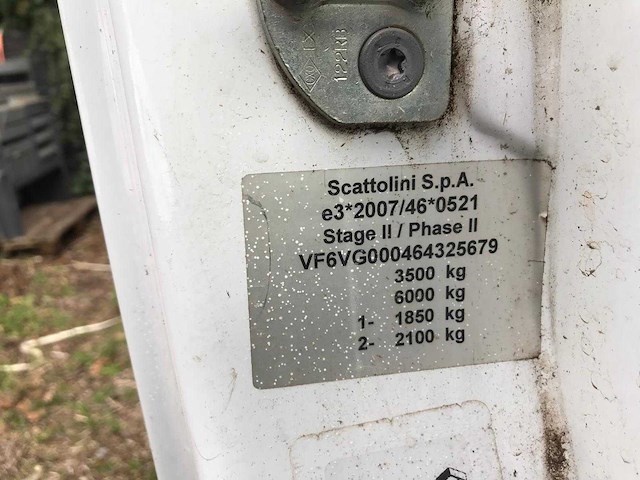 122RB
Scattolini S.p.A.
e3*2007/46*0521
Stage II / Phase II
VF6VG000464325679
3500 kg
6000 kg
1- 1850 kg
2- 2100 kg